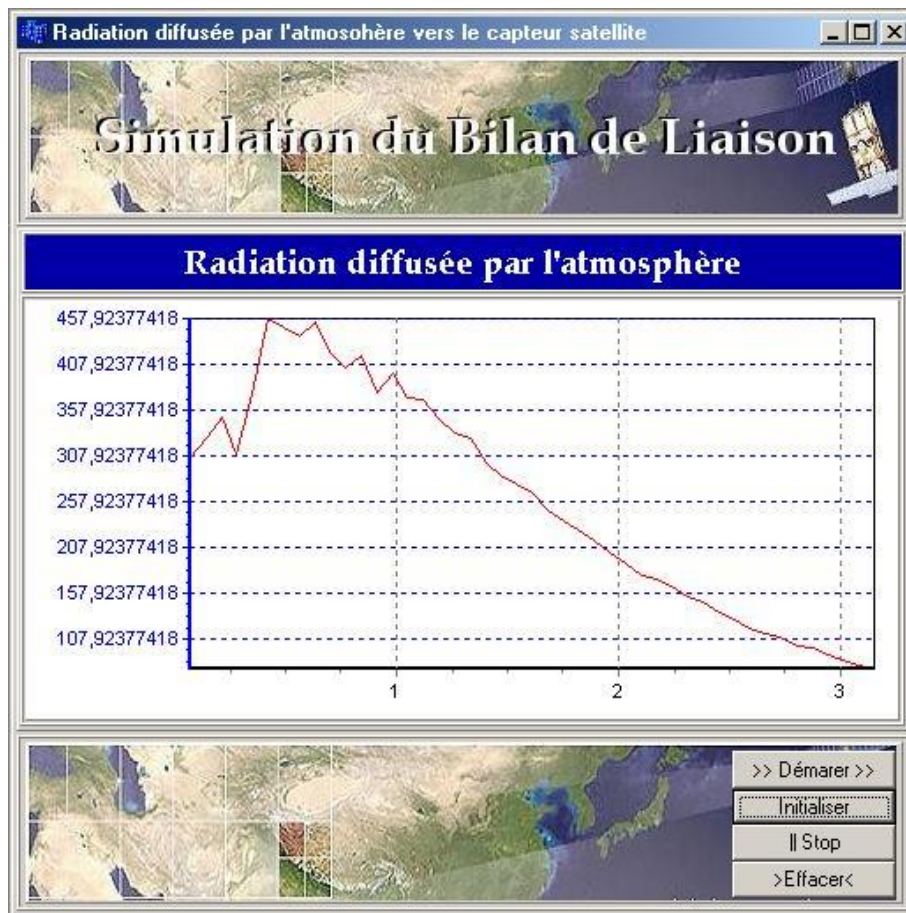 Radiation diffusée par l'atmosohère vers le capteur satellite
Simulation du Bilan de Liaison
Radiation diffusée par l'atmosphère
457,92377418
407,92377418
357,92377418
307,92377418
257,92377418
207,92377418
157,92377418
107,92377418
1 2 3
>> Démarer >>
Initialiser
|| Stop
>Effacer<